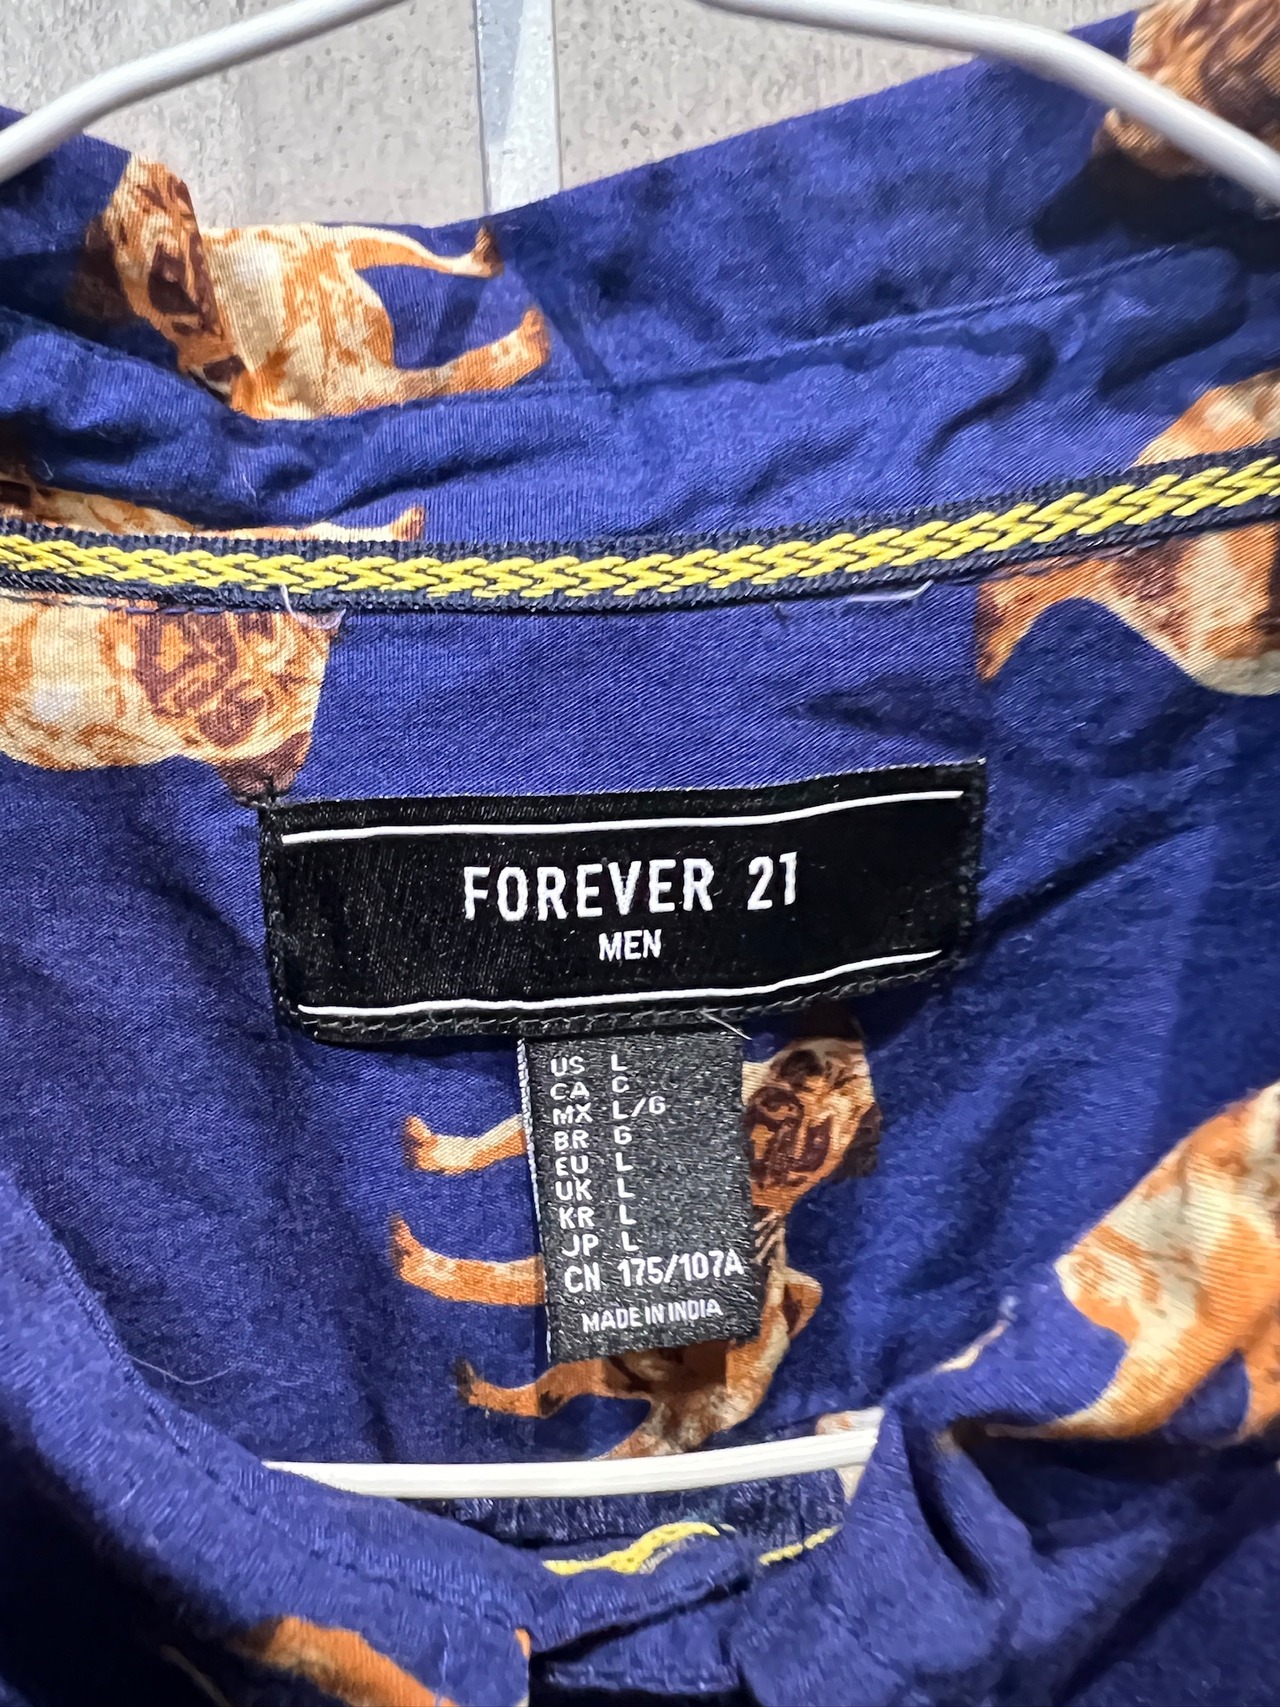 FOREVER 21
MEN
US L
CA G
MX L/G
BR G
EU L
UK L
KR L
JP L
CN 175/107A
MADE IN INDIA